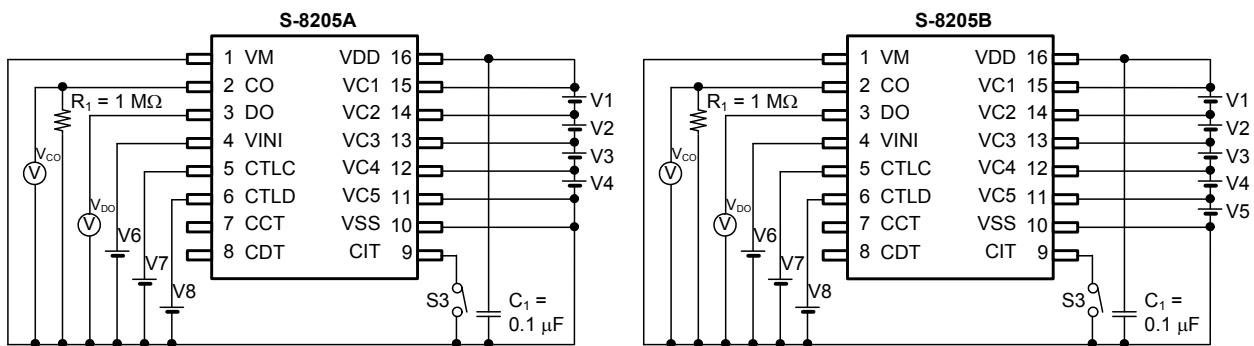 S-8205A
1 VM
2 CO
3 DO
4 VINI
5 CTLC
6 CTLD
7 CCT
8 CDT
VDD 16
VC1 15
VC2 14
VC3 13
VC4 12
VC5 11
VSS 10
CIT 9
R₁ = 1 MΩ
V_CO
V
V_DO
V
V6
V7
V8
V1
V2
V3
V4
S3
C₁ =
0.1 μF
S-8205B
1 VM
2 CO
3 DO
4 VINI
5 CTLC
6 CTLD
7 CCT
8 CDT
VDD 16
VC1 15
VC2 14
VC3 13
VC4 12
VC5 11
VSS 10
CIT 9
R₁ = 1 MΩ
V_CO
V
V_DO
V
V6
V7
V8
V1
V2
V3
V4
V5
S3
C₁ =
0.1 μF